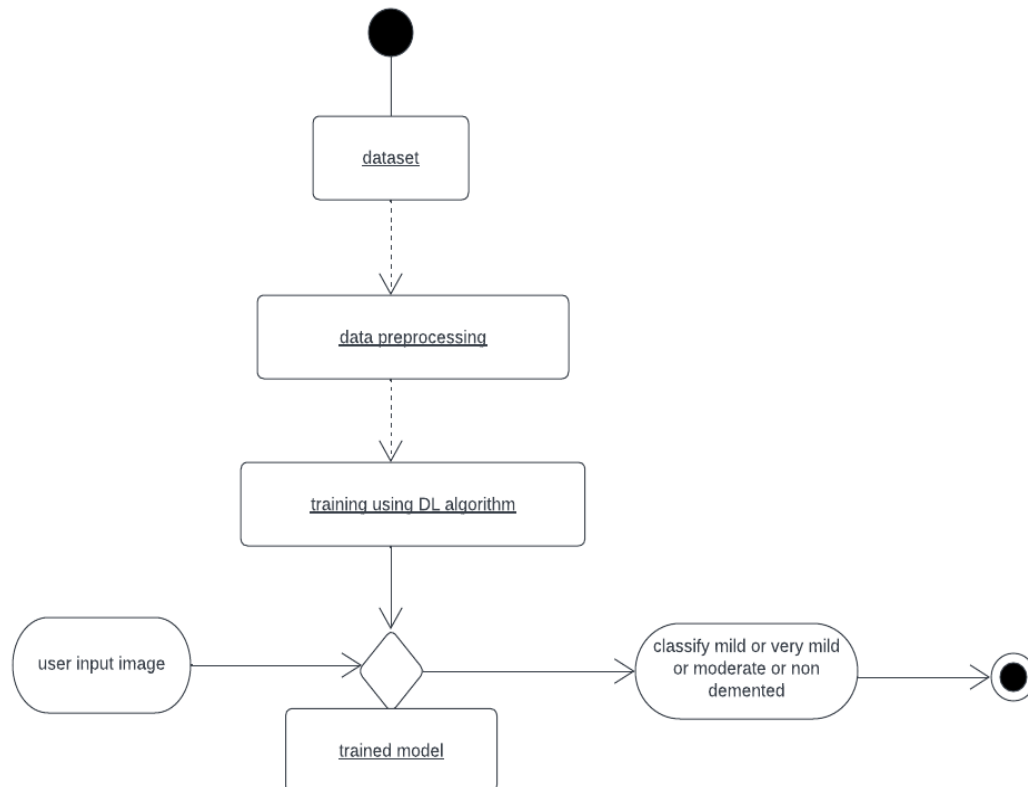 dataset
data preprocessing
training using DL algorithm
user input image
classify mild or very mild
or moderate or non
demented
trained model